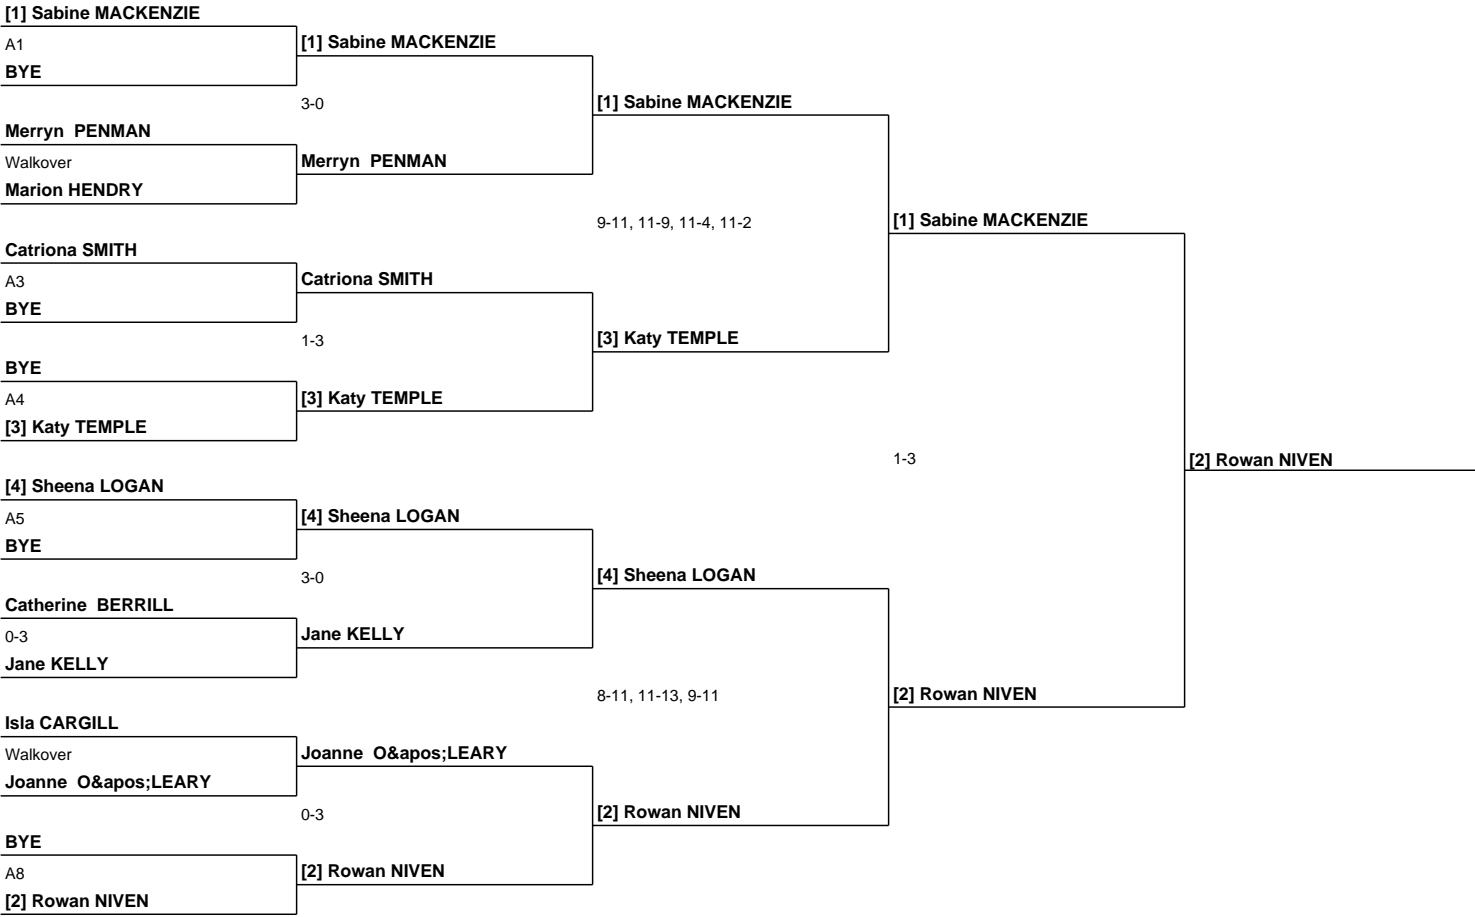 [1] Sabine MACKENZIE
A1
BYE
Merryn  PENMAN
Walkover
Marion HENDRY
Catriona SMITH
A3
BYE
BYE
A4
[3] Katy TEMPLE
[4] Sheena LOGAN
A5
BYE
Catherine  BERRILL
0-3
Jane KELLY
Isla CARGILL
Walkover
Joanne  O&apos;LEARY
BYE
A8
[2] Rowan NIVEN
[1] Sabine MACKENZIE
3-0
Merryn  PENMAN
Catriona SMITH
1-3
[3] Katy TEMPLE
[4] Sheena LOGAN
3-0
Jane KELLY
Joanne  O&apos;LEARY
0-3
[2] Rowan NIVEN
[1] Sabine MACKENZIE
9-11, 11-9, 11-4, 11-2
[3] Katy TEMPLE
[4] Sheena LOGAN
8-11, 11-13, 9-11
[2] Rowan NIVEN
[1] Sabine MACKENZIE
1-3
[2] Rowan NIVEN
[2] Rowan NIVEN